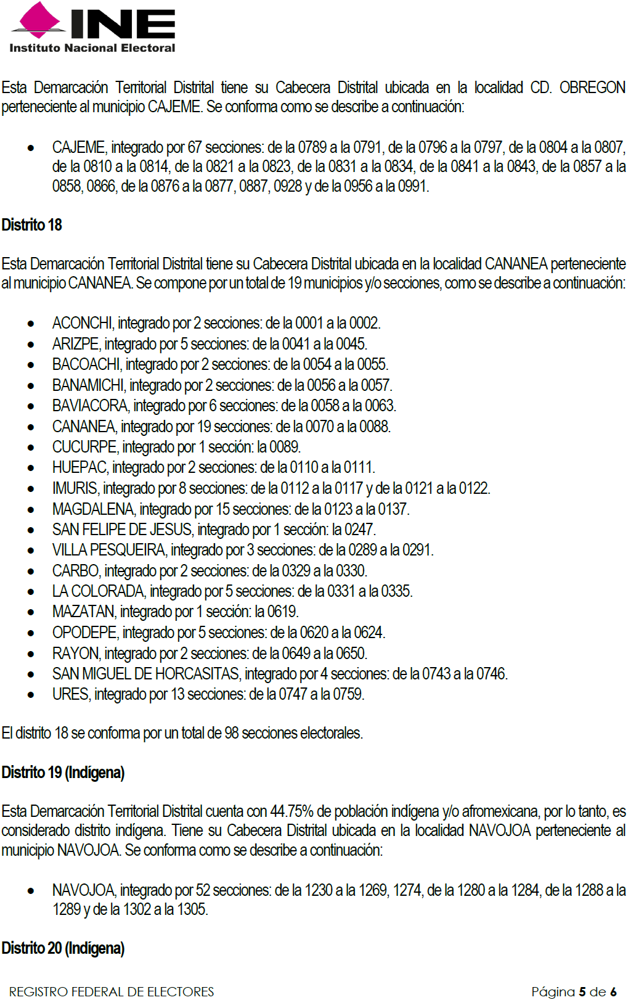 INE
Instituto Nacional Electoral
Esta Demarcación Territorial Distrital tiene su Cabecera Distrital ubicada en la localidad CD. OBREGON
perteneciente al municipio CAJEME. Se conforma como se describe a continuación:
• CAJEME, integrado por 67 secciones: de la 0789 a la 0791, de la 0796 a la 0797, de la 0804 a la 0807,
de la 0810 a la 0814, de la 0821 a la 0823, de la 0831 a la 0834, de la 0841 a la 0843, de la 0857 a la
0858, 0866, de la 0876 a la 0877, 0887, 0928 y de la 0956 a la 0991.
Distrito 18
Esta Demarcación Territorial Distrital tiene su Cabecera Distrital ubicada en la localidad CANANEA perteneciente
al municipio CANANEA. Se compone por un total de 19 municipios y/o secciones, como se describe a continuación:
• ACONCHI, integrado por 2 secciones: de la 0001 a la 0002.
• ARIZPE, integrado por 5 secciones: de la 0041 a la 0045.
• BACOACHI, integrado por 2 secciones: de la 0054 a la 0055.
• BANAMICHI, integrado por 2 secciones: de la 0056 a la 0057.
• BAVIACORA, integrado por 6 secciones: de la 0058 a la 0063.
• CANANEA, integrado por 19 secciones: de la 0070 a la 0088.
• CUCURPE, integrado por 1 sección: la 0089.
• HUEPAC, integrado por 2 secciones: de la 0110 a la 0111.
• IMURIS, integrado por 8 secciones: de la 0112 a la 0117 y de la 0121 a la 0122.
• MAGDALENA, integrado por 15 secciones: de la 0123 a la 0137.
• SAN FELIPE DE JESUS, integrado por 1 sección: la 0247.
• VILLA PESQUEIRA, integrado por 3 secciones: de la 0289 a la 0291.
• CARBO, integrado por 2 secciones: de la 0329 a la 0330.
• LA COLORADA, integrado por 5 secciones: de la 0331 a la 0335.
• MAZATAN, integrado por 1 sección: la 0619.
• OPODEPE, integrado por 5 secciones: de la 0620 a la 0624.
• RAYON, integrado por 2 secciones: de la 0649 a la 0650.
• SAN MIGUEL DE HORCASITAS, integrado por 4 secciones: de la 0743 a la 0746.
• URES, integrado por 13 secciones: de la 0747 a la 0759.
El distrito 18 se conforma por un total de 98 secciones electorales.
Distrito 19 (Indígena)
Esta Demarcación Territorial Distrital cuenta con 44.75% de población indígena y/o afromexicana, por lo tanto, es
considerado distrito indígena. Tiene su Cabecera Distrital ubicada en la localidad NAVOJOA perteneciente al
municipio NAVOJOA. Se conforma como se describe a continuación:
• NAVOJOA, integrado por 52 secciones: de la 1230 a la 1269, 1274, de la 1280 a la 1284, de la 1288 a la
1289 y de la 1302 a la 1305.
Distrito 20 (Indígena)
REGISTRO FEDERAL DE ELECTORES Página 5 de 6